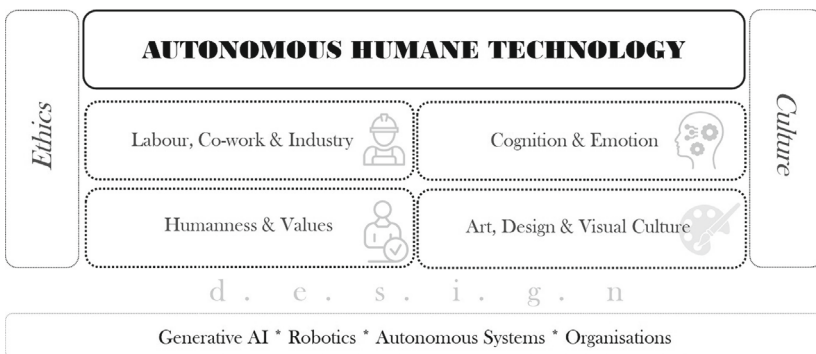 AUTONOMOUS HUMANE TECHNOLOGY
Ethics
Culture
Labour, Co-work & Industry
Cognition & Emotion
Humanness & Values
Art, Design & Visual Culture
d . e . s . i . g . n
Generative AI * Robotics * Autonomous Systems * Organisations